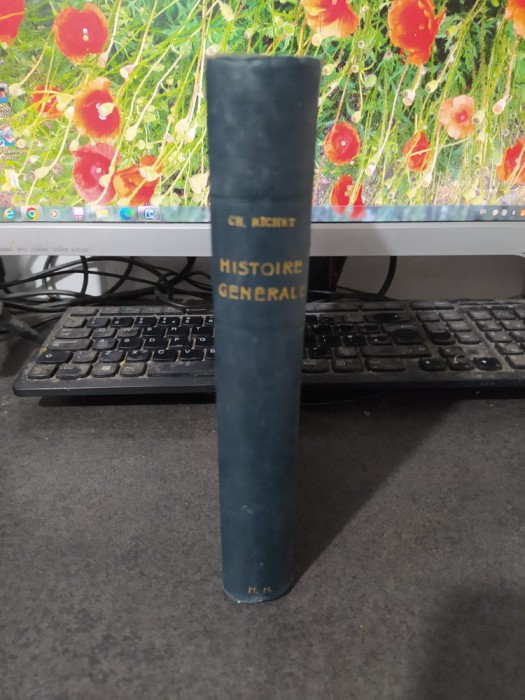 CH. RICHET
HISTOIRE
GENERALE
H. H.